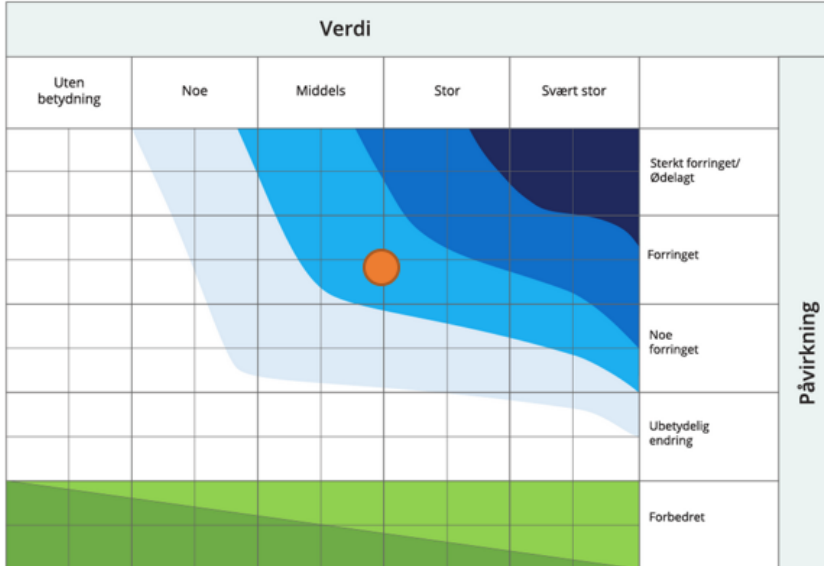 Verdi
Uten
betydning
Noe
Middels
Stor
Svært stor
Sterkt forringet/
Ødelagt
Forringet
Noe
forringet
Ubetydelig
endring
Forbedret
Påvirkning